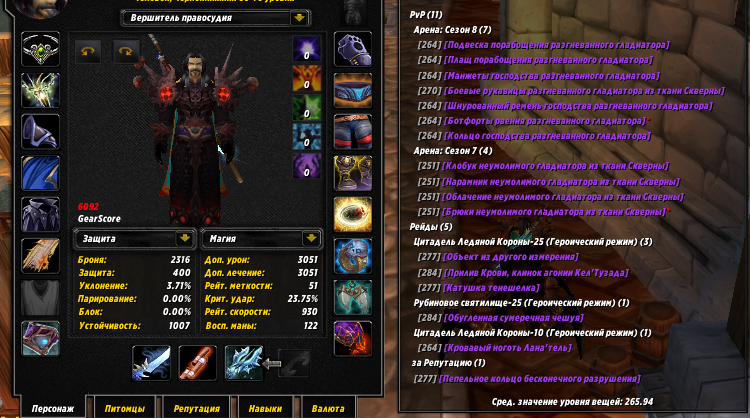 Вершитель правосудия
0
0
0
0
0
6092
GearScore
Защита
Магия
Броня: 2316
Защита: 400
Уклонение: 3.71%
Парирование: 0.00%
Блок: 0.00%
Устойчивость: 1007
Доп. урон: 3051
Доп. лечение: 3051
Рейт. меткости: 51
Крит. удар: 23.75%
Рейт. скорости: 930
Восп. маны: 122
Персонаж
Питомцы
Репутация
Навыки
Валюта
PvP (11)
Арена: Сезон 8 (7)
[264] [Подвеска порабощения разгневанного гладиатора]
[264] [Плащ порабощения разгневанного гладиатора]
[264] [Манжеты господства разгневанного гладиатора]
[270] [Боевые рукавицы разгневанного гладиатора из ткани Скверны]
[264] [Шнурованный ремень господства разгневанного гладиатора]
[264] [Ботфорты рвения разгневанного гладиатора]
[264] [Кольцо господства разгневанного гладиатора]
Арена: Сезон 7 (4)
[251] [Клобук неумолимого гладиатора из ткани Скверны]
[251] [Нарамник неумолимого гладиатора из ткани Скверны]
[251] [Облачение неумолимого гладиатора из ткани Скверны]
[251] [Брюки неумолимого гладиатора из ткани Скверны]
Рейды (5)
Цитадель Ледяной Короны-25 (Героический режим) (3)
[277] [Объект из другого измерения]
[284] [Прилив Крови, клинок агонии Кел'Тузада]
[277] [Катушка тенешелка]
Рубиновое святилище-25 (Героический режим) (1)
[284] [Обугленная сумеречная чешуя]
Цитадель Ледяной Короны-10 (Героический режим) (1)
[264] [Кровавый ноготь Лана'тель]
за Репутацию (1)
[277] [Пепельное кольцо бесконечного разрушения]
Сред. значение уровня вещей: 265.94